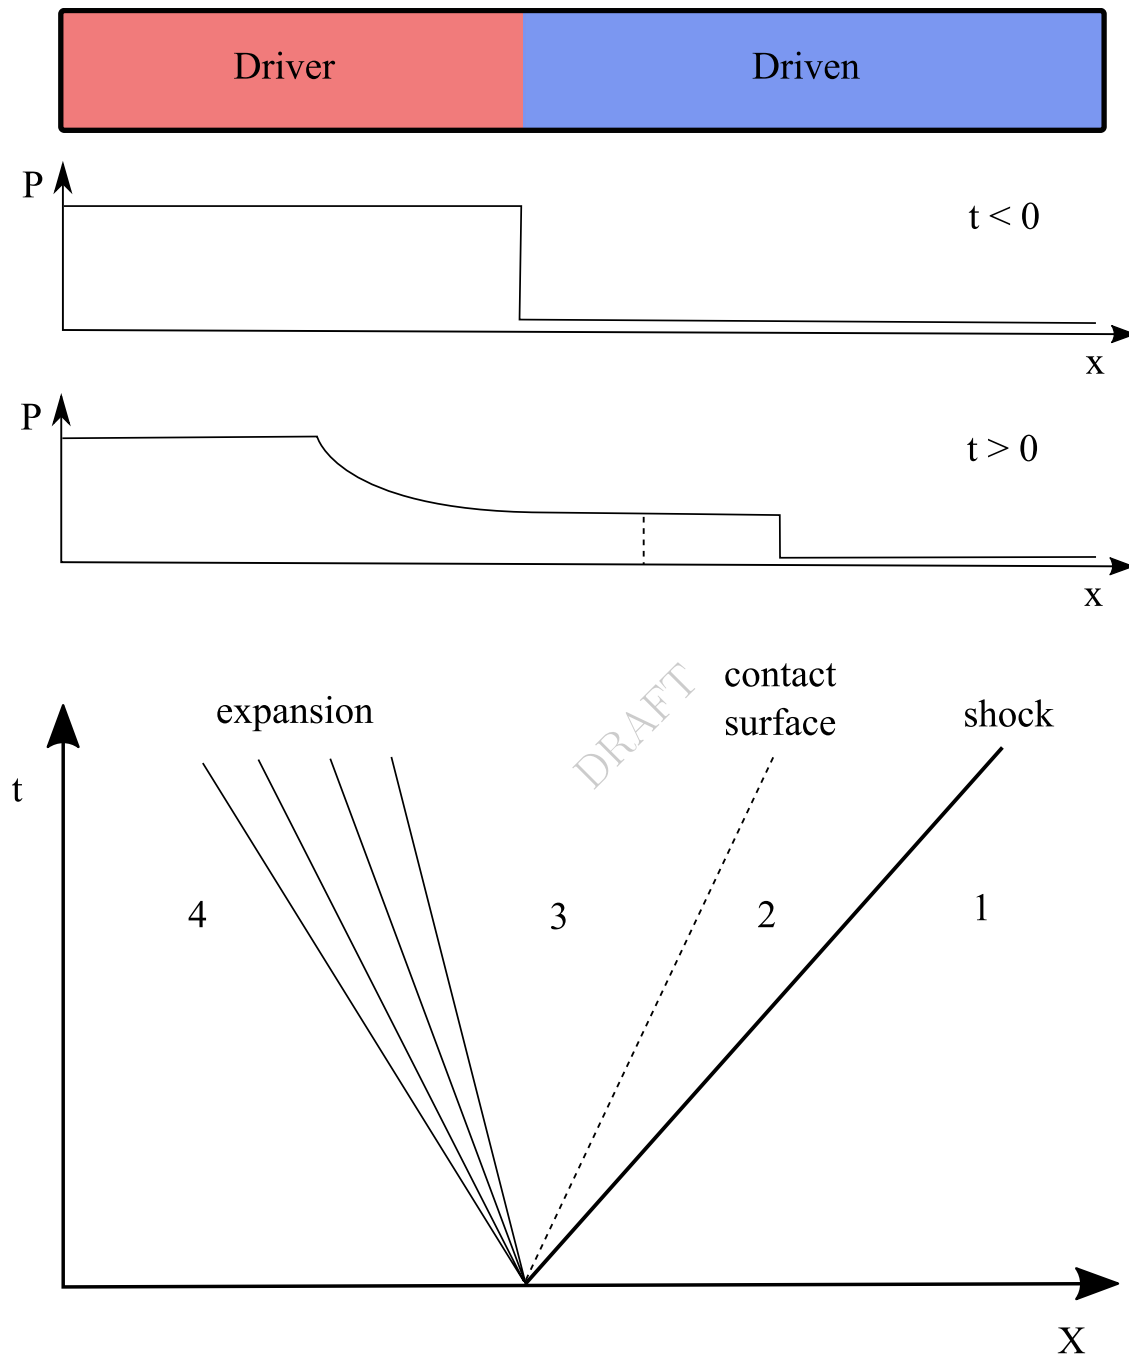 Driver
Driven
P
t < 0
x
P
t > 0
x
DRAFT
contact
surface
expansion
shock
t
4
3
2
1
X